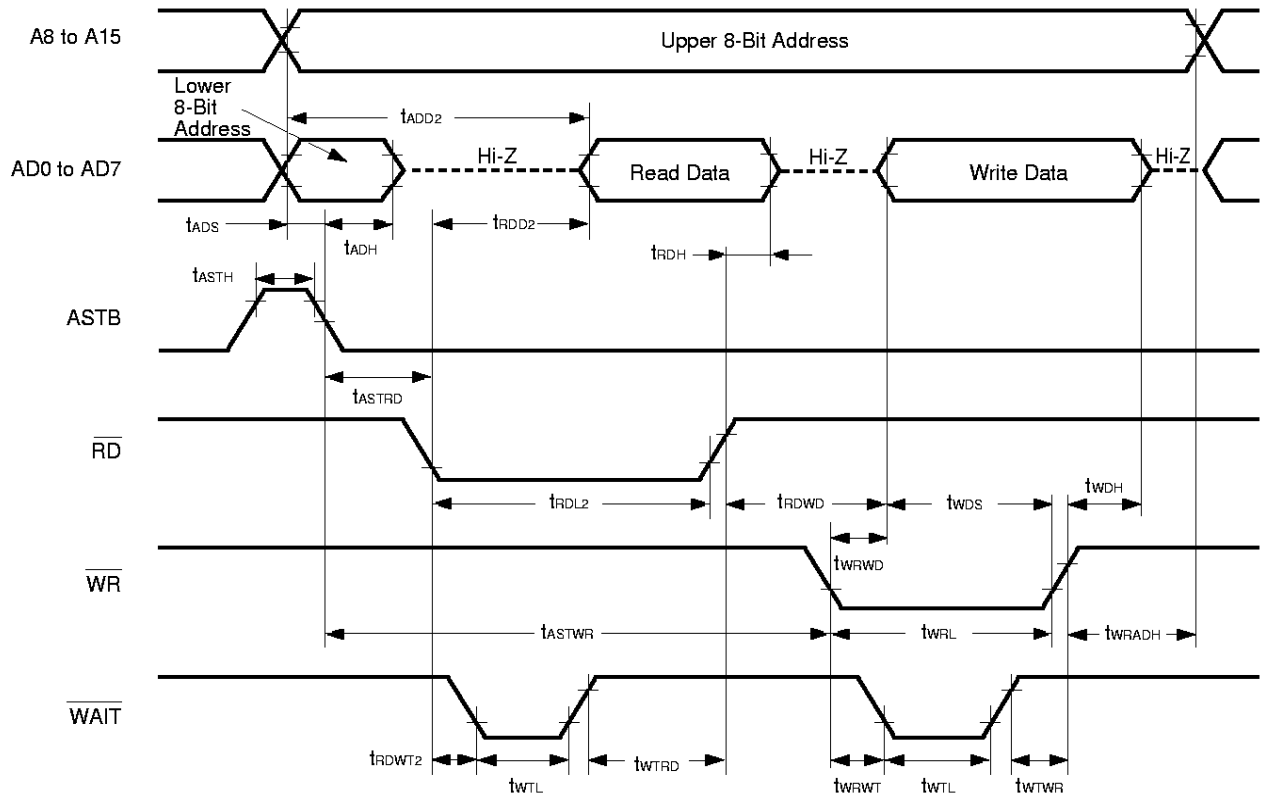 A8 to A15
Upper 8-Bit Address
Lower
8-Bit
Address
tADD2
AD0 to AD7
Hi-Z
Read Data
Hi-Z
Write Data
Hi-Z
tADS
tADH
tRDD2
tRDH
tASTH
ASTB
tASTRD
RD
tRDL2
tRDWD
tWDS
tWDH
WR
tWRWD
tASTWR
tWRL
tWRADH
WAIT
tRDWT2
tWTL
tWTRD
tWRWT
tWTL
tWTWR